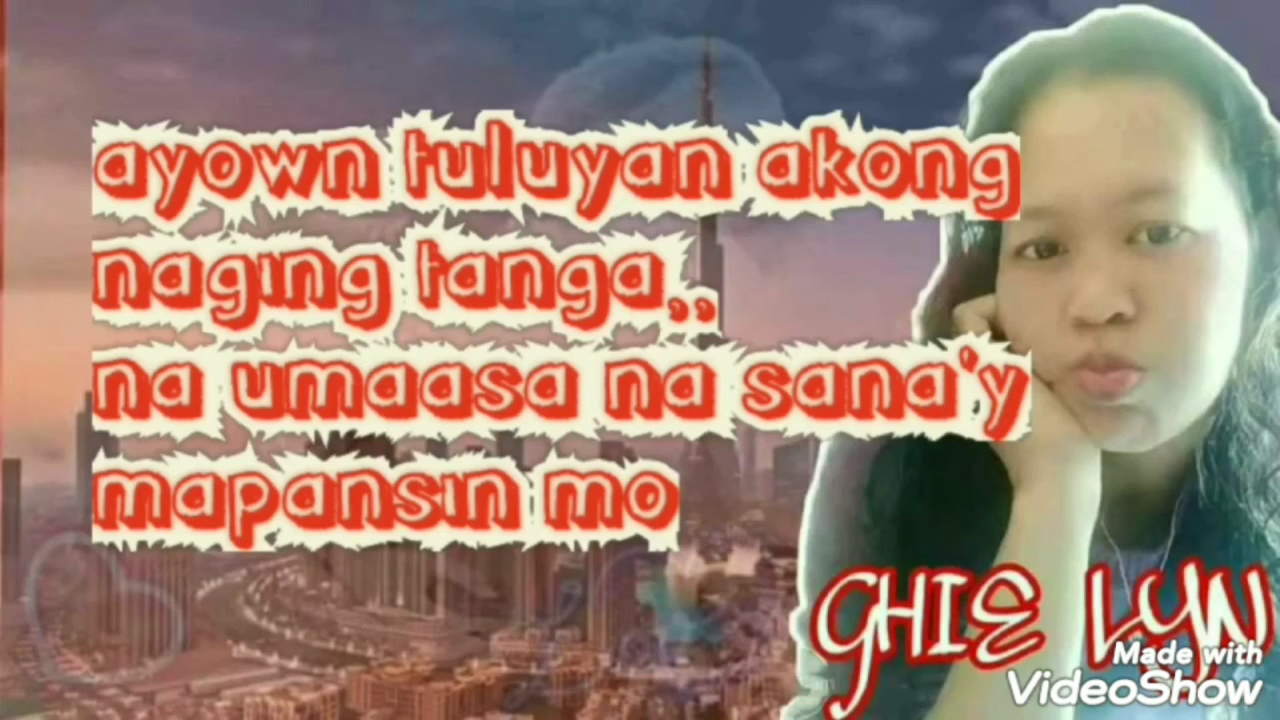 ayown tuluyan akong
naging tanga,,
na umaasa na sana'y
mapansin mo
GHIE LYN
Made with
VideoShow